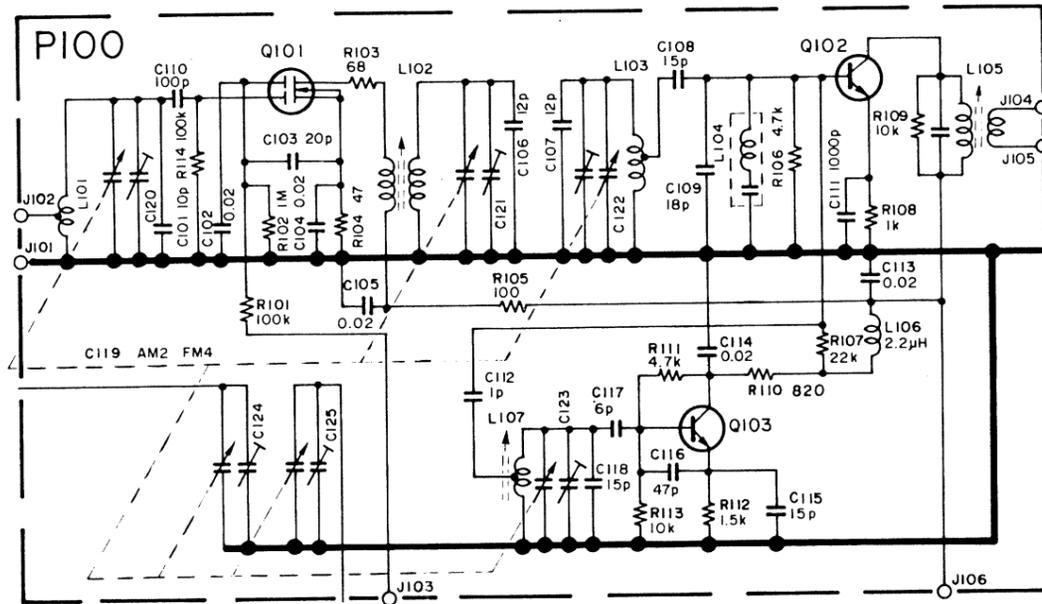 P100
Q101
R103
68
L102
C108
15p
Q102
C110
100p
L103
L105
12p
12p
J104
R114 100k
C103 20p
C106
C107
L104
R106 4.7k
R109
10k
J105
J102
L101
C120
C101 10p
C102
0.02
R102 1M
C104 0.02
R104 47
C121
C122
C109
18p
C111 1000p
R108
1k
J101
C105
0.02
R105
100
C113
0.02
R101
100k
L106
2.2μH
C119 AM2 FM4
R111
4.7k
C114
0.02
R107
22k
C112
1p
R110 820
L107
C123
C117
6p
Q103
C124
C125
C118
15p
C116
47p
C115
15p
R113
10k
R112
1.5k
J103
J106